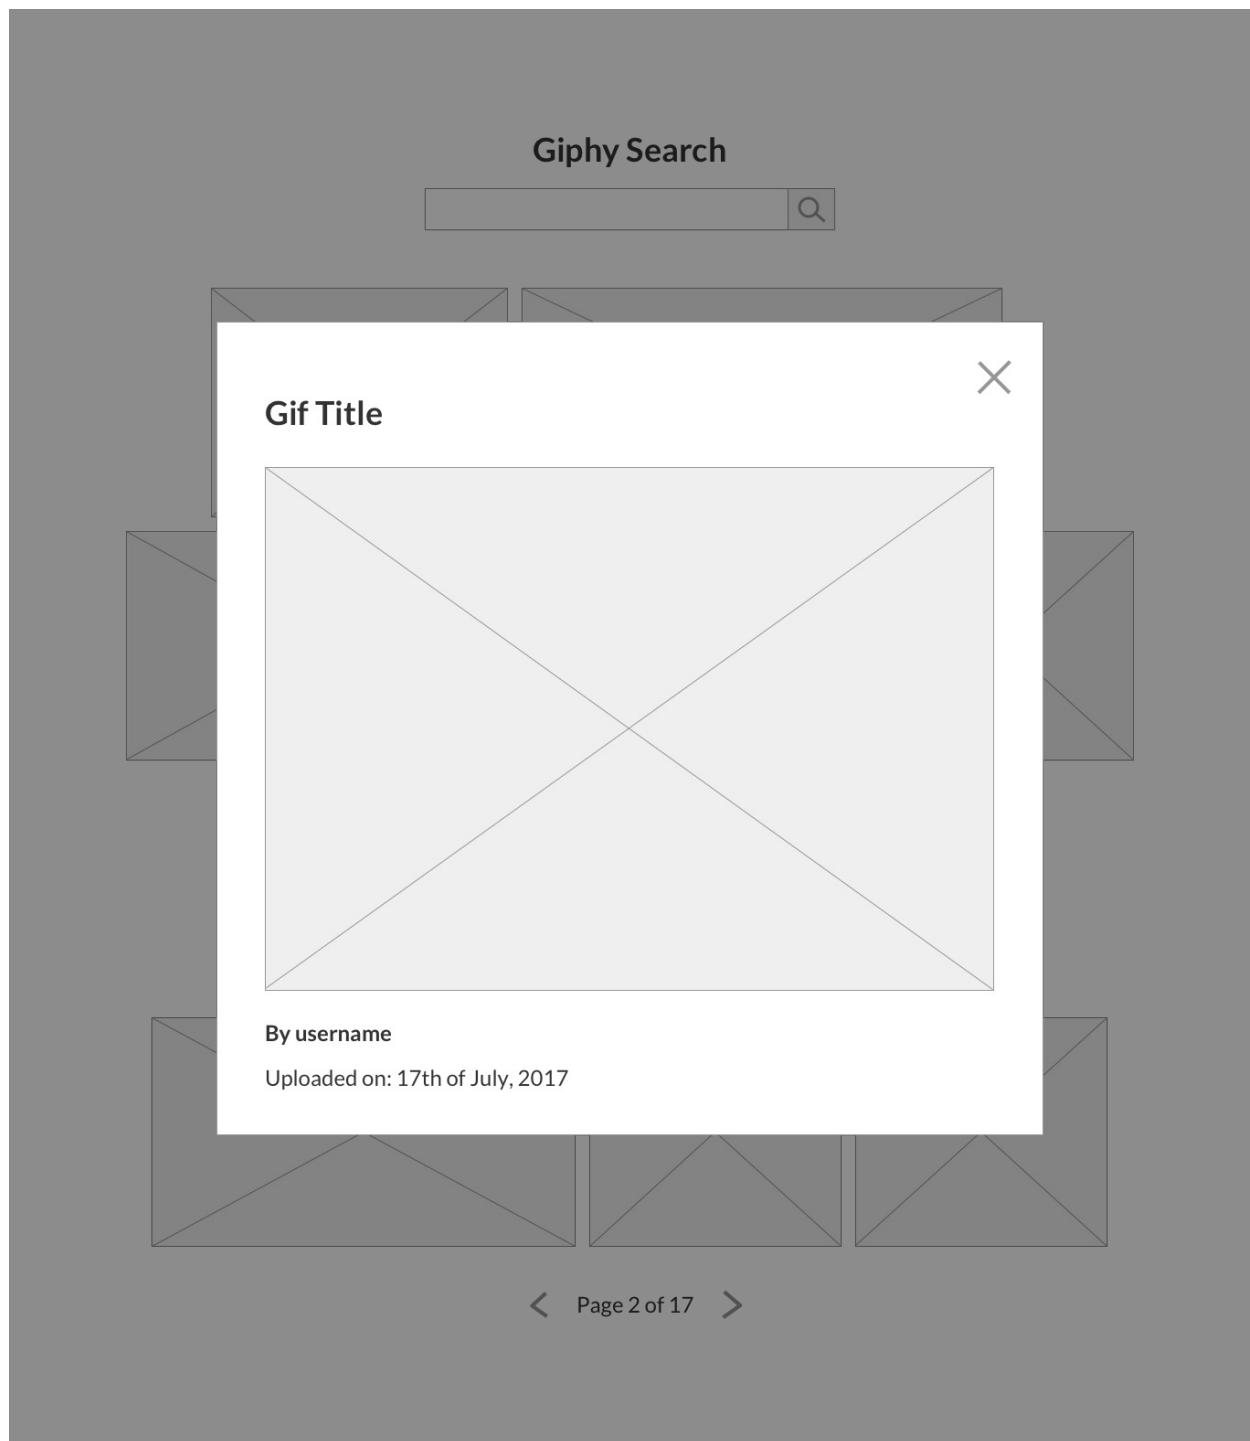 Giphy Search
Gif Title
By username
Uploaded on: 17th of July, 2017
Page 2 of 17